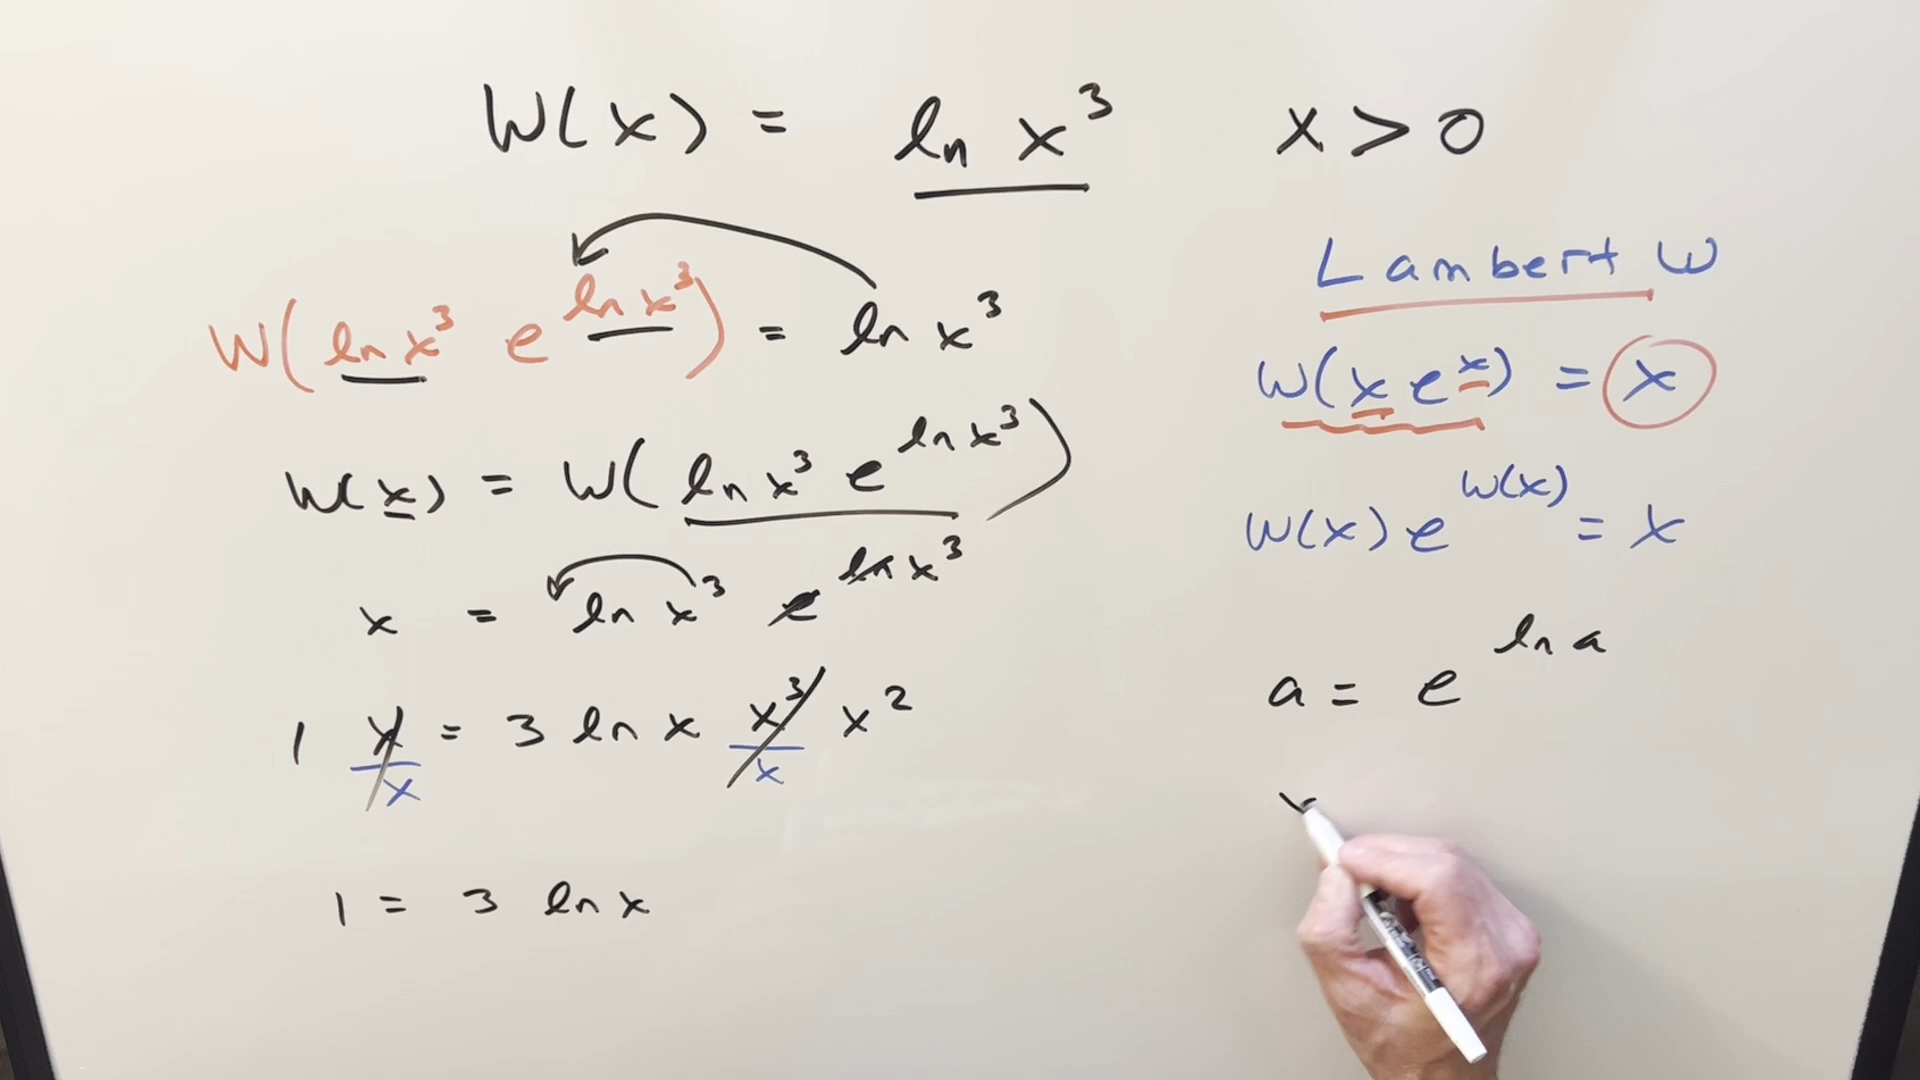 W(x) = ln x³    x > 0
Lambert W
W(ln x³ e^(ln x³)) = ln x³
W(x e^x) = x
W(x) = W(ln x³ e^(ln x³))
W(x) e^(W(x)) = x
x = ln x³ e^(ln x³)
a = e^(ln a)
1 x/x = 3 ln x x³/x x²
1 = 3 ln x